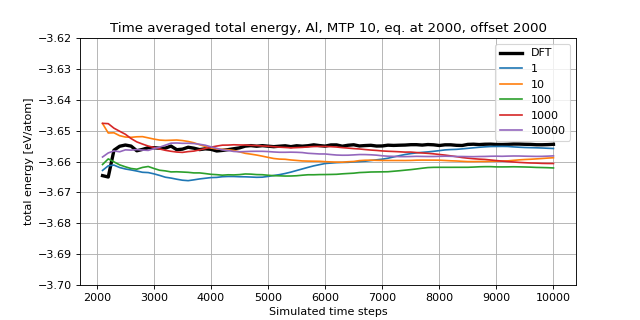 Time averaged total energy, Al, MTP 10, eq. at 2000, offset 2000
total energy [eV/atom]
−3.62
−3.63
−3.64
−3.65
−3.66
−3.67
−3.68
−3.69
−3.70
DFT
1
10
100
1000
10000
2000 3000 4000 5000 6000 7000 8000 9000 10000
Simulated time steps